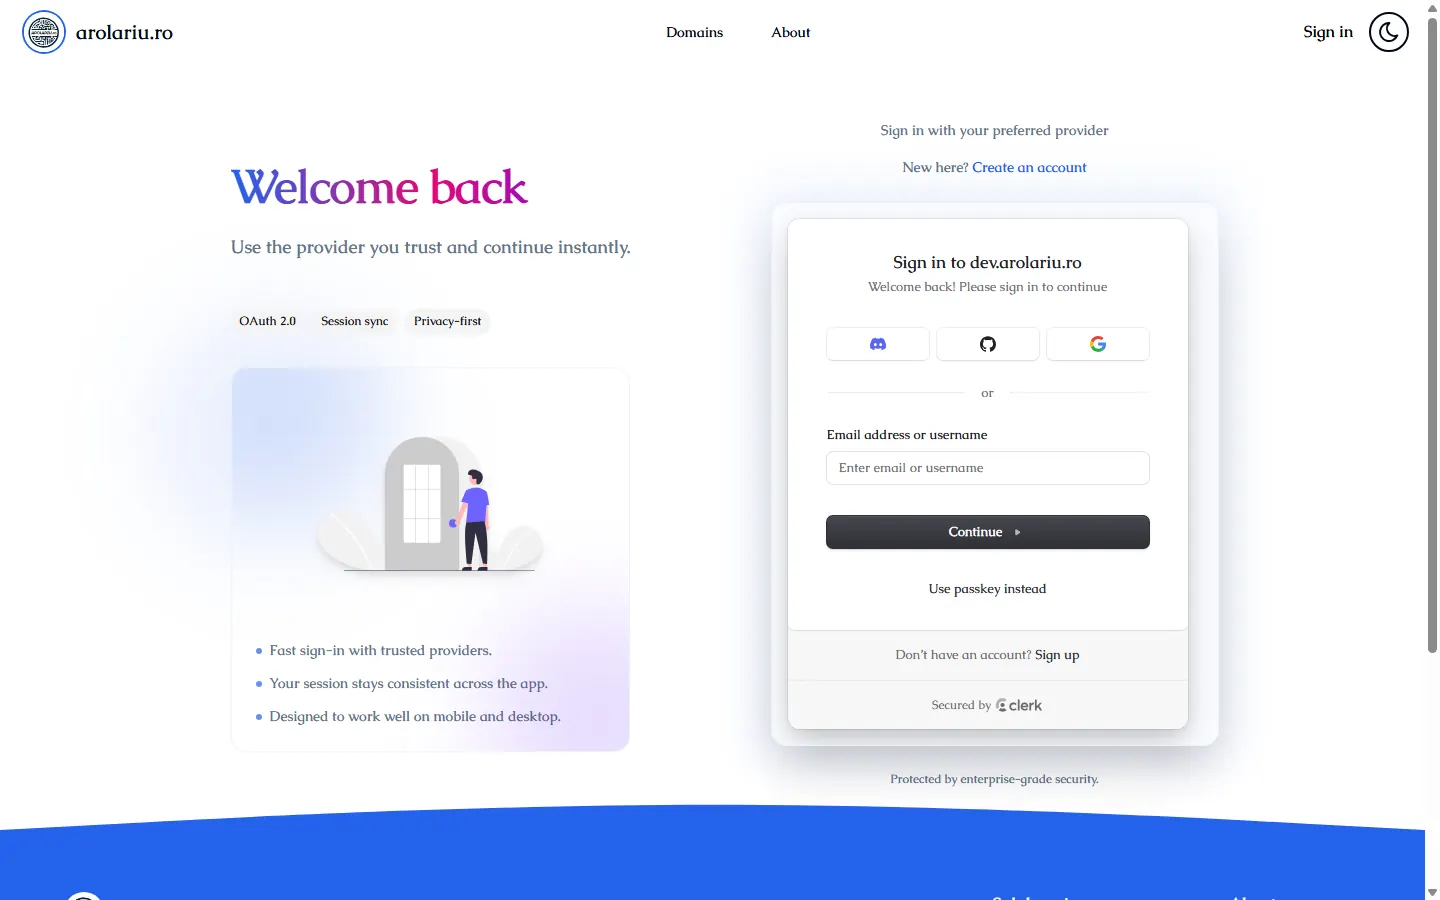 arolariu.ro
Domains
About
Sign in
Welcome back
Use the provider you trust and continue instantly.
OAuth 2.0
Session sync
Privacy-first
Fast sign-in with trusted providers.
Your session stays consistent across the app.
Designed to work well on mobile and desktop.
Sign in with your preferred provider
New here? Create an account
Sign in to dev.arolariu.ro
Welcome back! Please sign in to continue
or
Email address or username
Enter email or username
Continue
Use passkey instead
Don't have an account? Sign up
Secured by clerk
Protected by enterprise-grade security.